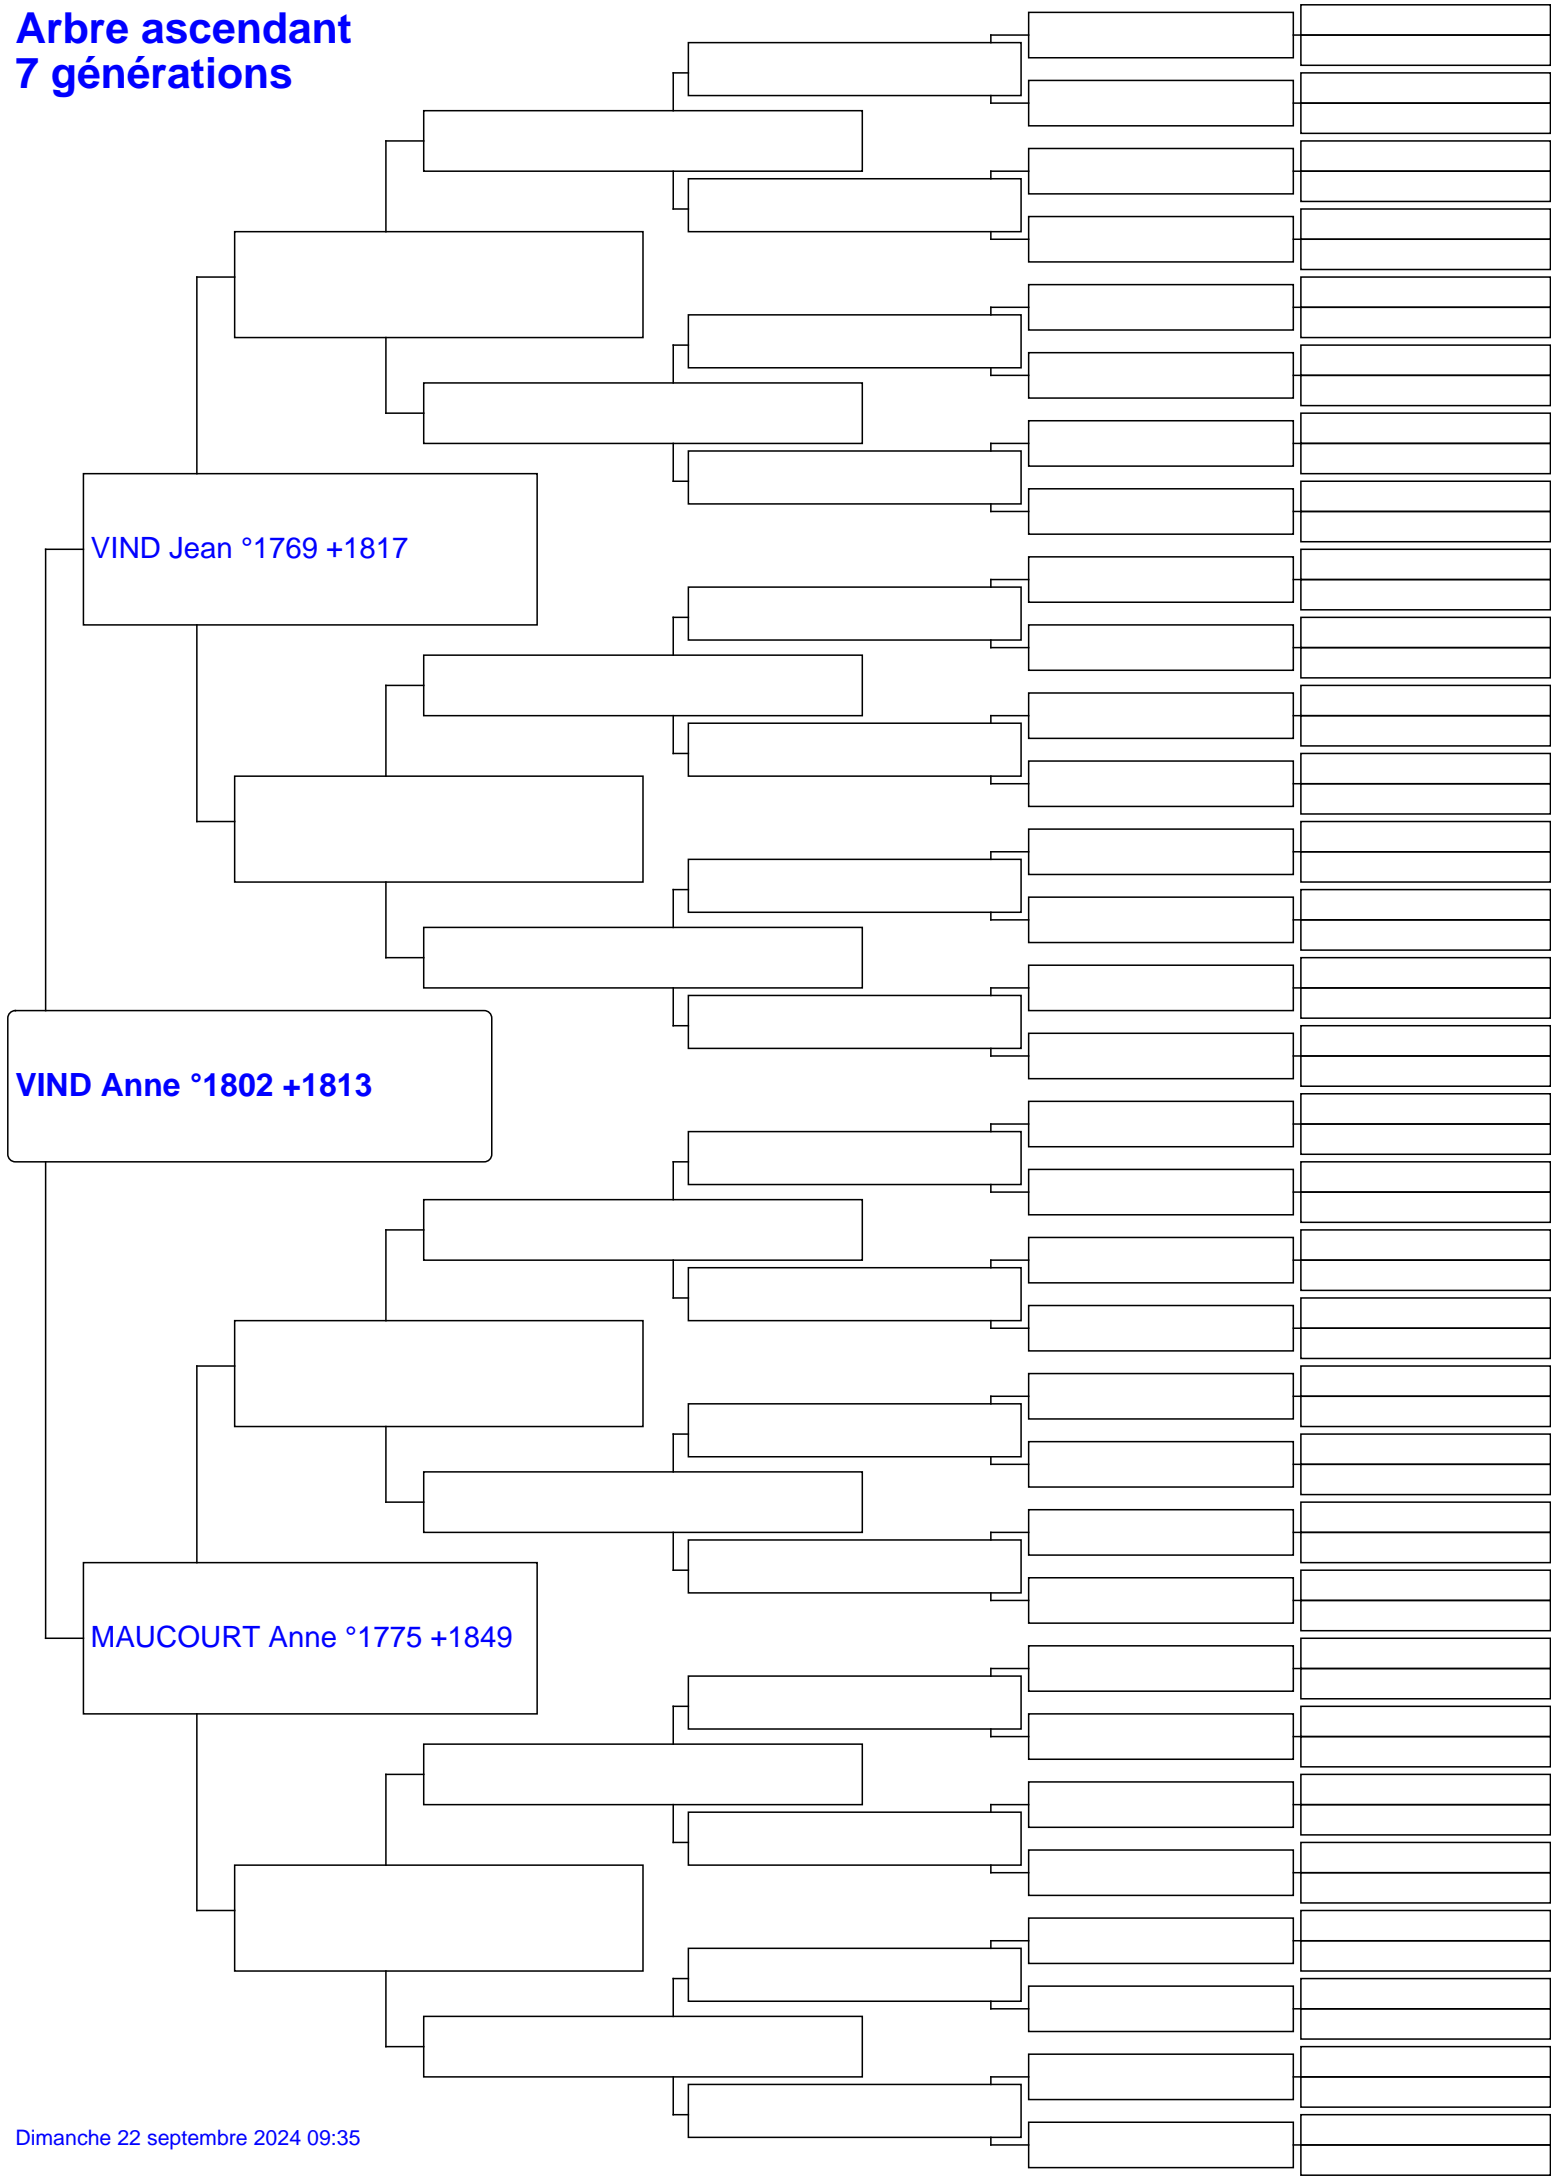 Arbre ascendant
7 générations
VIND Jean °1769 +1817
VIND Anne °1802 +1813
MAUCOURT Anne °1775 +1849
Dimanche 22 septembre 2024 09:35